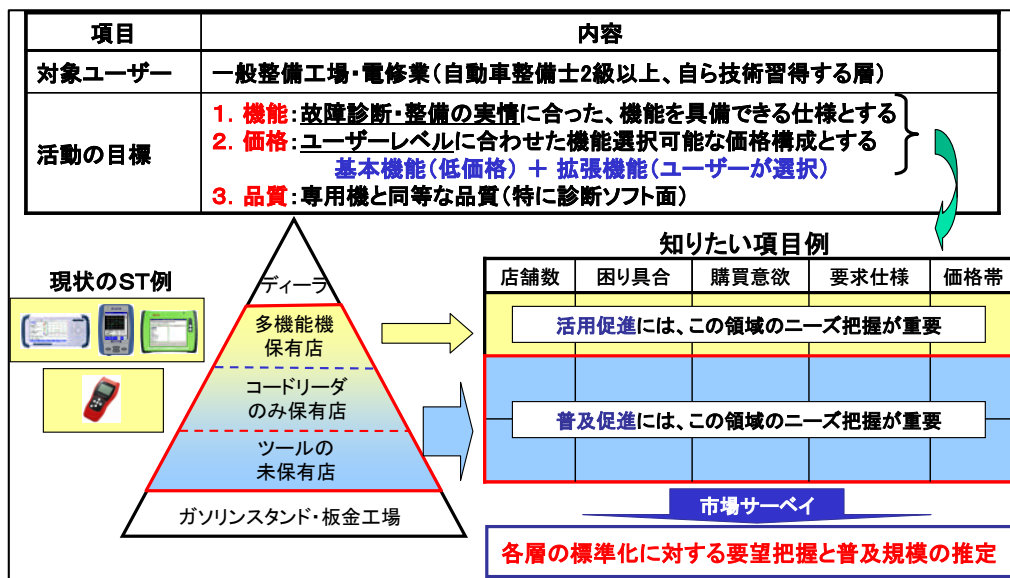 項目
内容
対象ユーザー
一般整備工場・電修業(自動車整備士2級以上、自ら技術習得する層)
活動の目標
1. 機能:故障診断・整備の実情に合った、機能を具備できる仕様とする
2. 価格:ユーザーレベルに合わせた機能選択可能な価格構成とする
基本機能(低価格) + 拡張機能(ユーザーが選択)
3. 品質:専用機と同等な品質(特に診断ソフト面)
現状のST例
ディーラ
多機能機
保有店
コードリーダ
のみ保有店
ツールの
未保有店
ガソリンスタンド・板金工場
知りたい項目例
店舗数
困り具合
購買意欲
要求仕様
価格帯
活用促進には、この領域のニーズ把握が重要
普及促進には、この領域のニーズ把握が重要
市場サーベイ
各層の標準化に対する要望把握と普及規模の推定